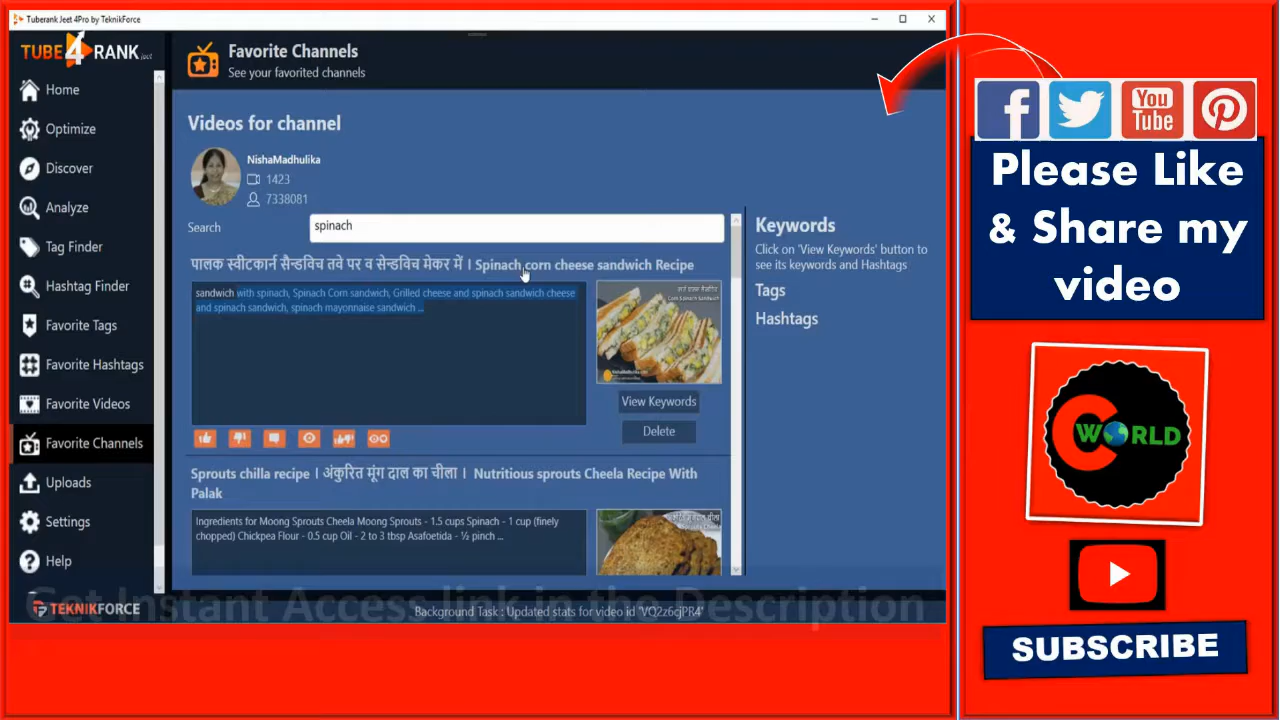 Tuberank Jeet 4Pro by TeknikForce
TUBE 4 RANK jeet
Home
Optimize
Discover
Analyze
Tag Finder
Hashtag Finder
Favorite Tags
Favorite Hashtags
Favorite Videos
Favorite Channels
Uploads
Settings
Help
TEKNIKFORCE
Favorite Channels
See your favorited channels
Videos for channel
NishaMadhulika
1423
7338081
Search
spinach
पालक स्वीटकार्न सैन्डविच तवे पर व सेन्डविच मेकर में । Spinach corn cheese sandwich Recipe
sandwich with spinach, Spinach Corn sandwich, Grilled cheese and spinach sandwich cheese
and spinach sandwich, spinach mayonnaise sandwich ...
Corn Spinach Sandwich
View Keywords
Delete
Sprouts chilla recipe । अंकुरित मूंग दाल का चीला । Nutritious sprouts Cheela Recipe With
Palak
Ingredients for Moong Sprouts Cheela Moong Sprouts - 1.5 cups Spinach - 1 cup (finely
chopped) Chickpea Flour - 0.5 cup Oil - 2 to 3 tbsp Asafoetida - ½ pinch ...
Keywords
Click on 'View Keywords' button to
see its keywords and Hashtags
Tags
Hashtags
Get Instant Access link in the Description
Background Task : Updated stats for video id 'VQ2z6cjPR4'
You
Tube
Please Like
& Share my
video
C WORLD
SUBSCRIBE